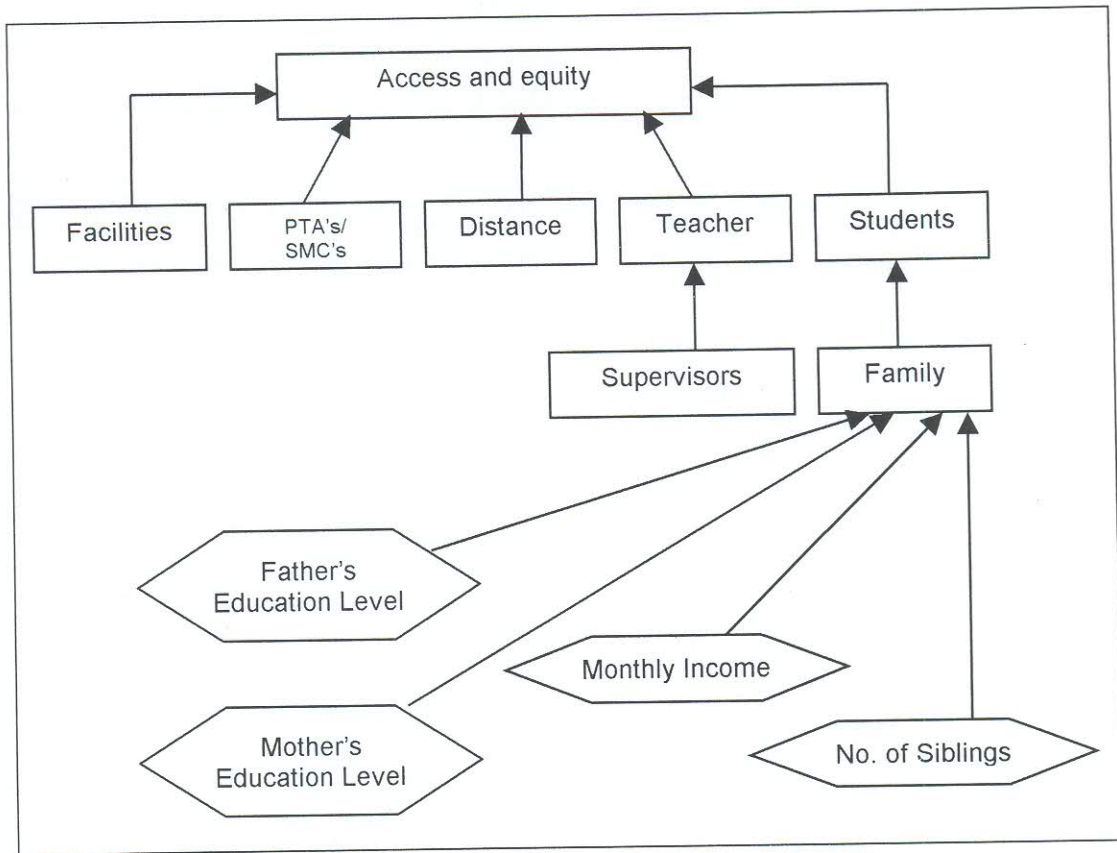 Access and equity
Facilities
PTA's/
SMC's
Distance
Teacher
Students
Supervisors
Family
Father's
Education Level
Monthly Income
Mother's
Education Level
No. of Siblings